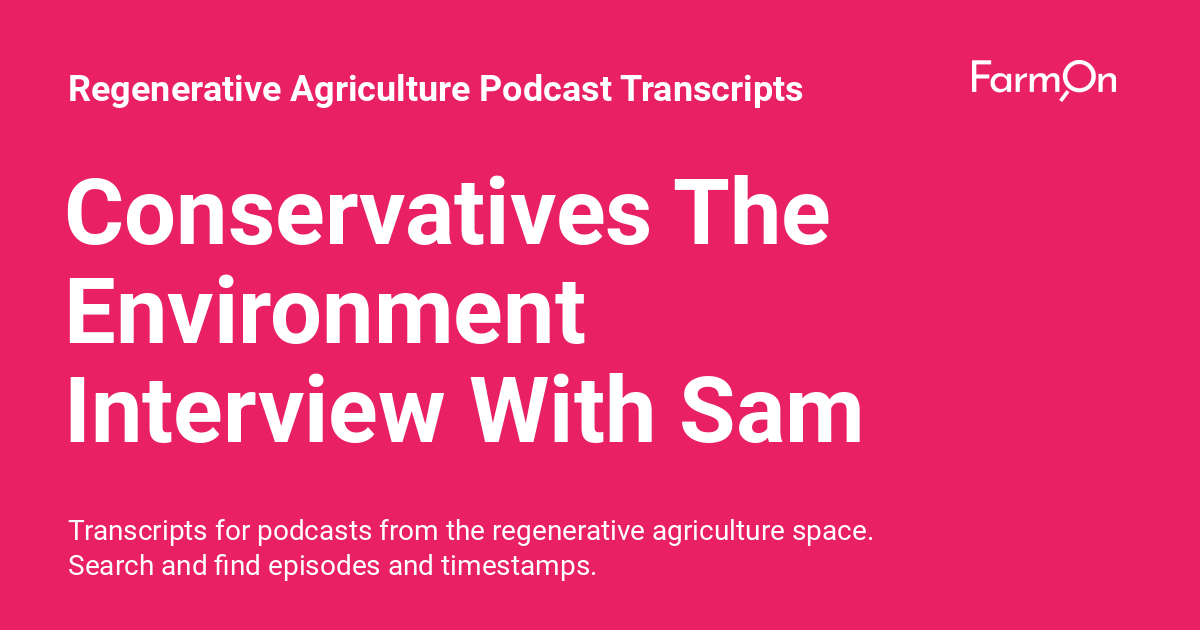 Regenerative Agriculture Podcast Transcripts
FarmOn
Conservatives The
Environment
Interview With Sam
Transcripts for podcasts from the regenerative agriculture space.
Search and find episodes and timestamps.